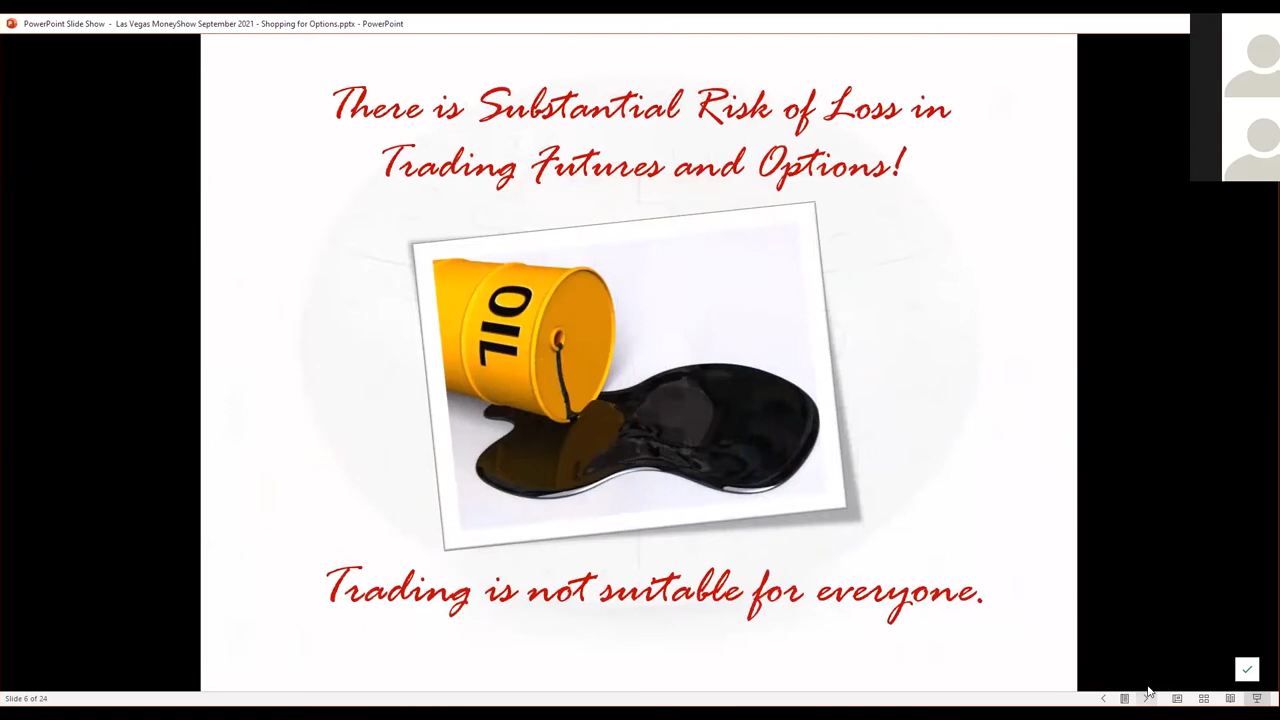 PowerPoint Slide Show - Las Vegas MoneyShow September 2021 - Shopping for Options.pptx - PowerPoint
There is Substantial Risk of Loss in
Trading Futures and Options!
OIL
Trading is not suitable for everyone.
Slide 6 of 24